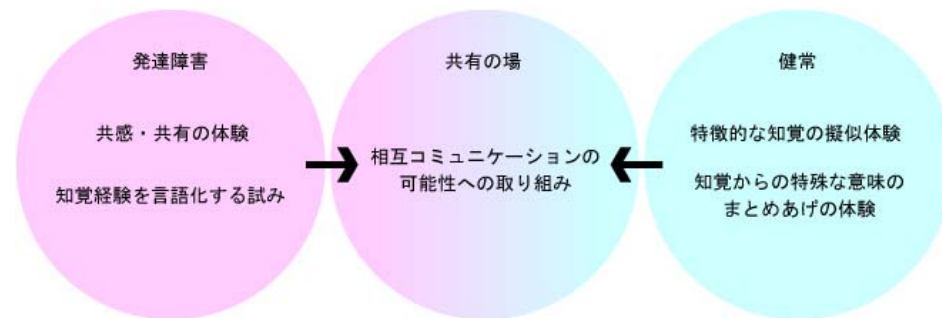 発達障害
共感・共有の体験
知覚経験を言語化する試み
共有の場
相互コミュニケーションの
可能性への取り組み
健常
特徴的な知覚の擬似体験
知覚からの特殊な意味の
まとめあげの体験